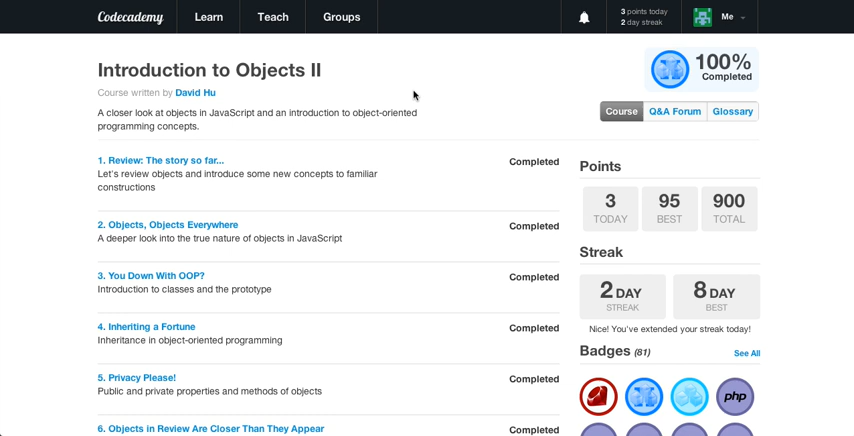 Codecademy
Learn
Teach
Groups
3 points today
2 day streak
Me
Introduction to Objects II
Course written by David Hu
A closer look at objects in JavaScript and an introduction to object-oriented
programming concepts.
100%
Completed
Course
Q&A Forum
Glossary
1. Review: The story so far...
Completed
Let's review objects and introduce some new concepts to familiar
constructions
2. Objects, Objects Everywhere
Completed
A deeper look into the true nature of objects in JavaScript
3. You Down With OOP?
Completed
Introduction to classes and the prototype
4. Inheriting a Fortune
Completed
Inheritance in object-oriented programming
5. Privacy Please!
Completed
Public and private properties and methods of objects
6. Objects in Review Are Closer Than They Appear
Completed
Points
3
TODAY
95
BEST
900
TOTAL
Streak
2 DAY
STREAK
8 DAY
BEST
Nice! You've extended your streak today!
Badges (81)
See All
php